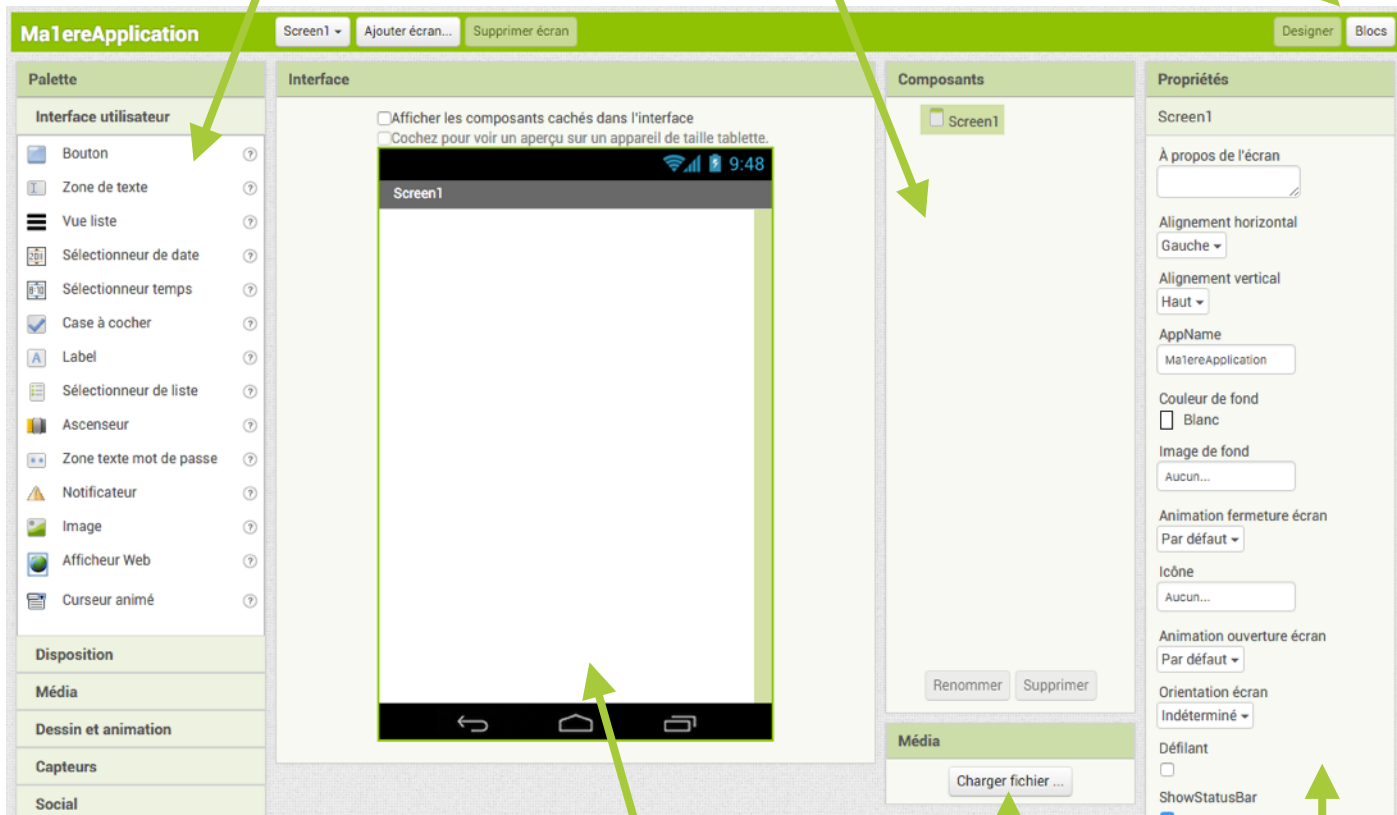 Ma1ereApplication
Screen1
Ajouter écran...
Supprimer écran
Designer
Blocs
Palette
Interface utilisateur
Bouton
Zone de texte
Vue liste
Sélectionneur de date
Sélectionneur temps
Case à cocher
Label
Sélectionneur de liste
Ascenseur
Zone texte mot de passe
Notificateur
Image
Afficheur Web
Curseur animé
Disposition
Média
Dessin et animation
Capteurs
Social
Interface
Afficher les composants cachés dans l'interface
Cochez pour voir un aperçu sur un appareil de taille tablette.
9:48
Screen1
Composants
Screen1
Renommer
Supprimer
Média
Charger fichier ...
Propriétés
Screen1
À propos de l'écran
Alignement horizontal
Gauche
Alignement vertical
Haut
AppName
Ma1ereApplication
Couleur de fond
Blanc
Image de fond
Aucun...
Animation fermeture écran
Par défaut
Icône
Aucun...
Animation ouverture écran
Par défaut
Orientation écran
Indéterminé
Défilant
ShowStatusBar